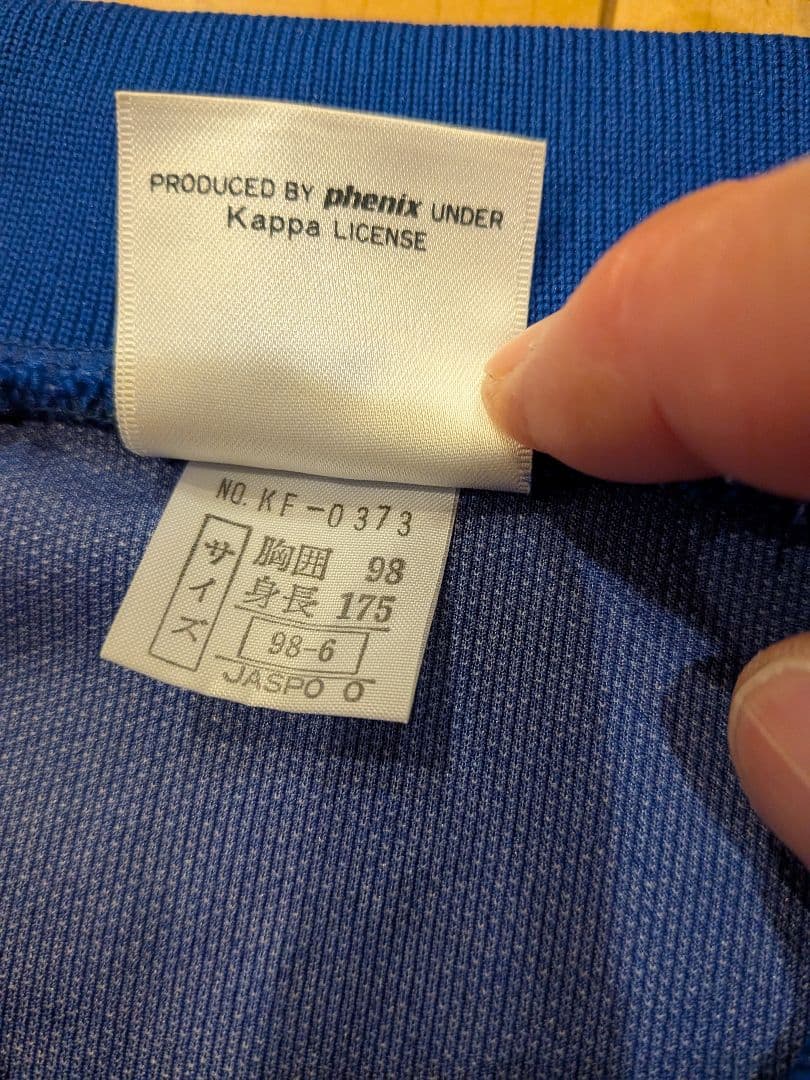 PRODUCED BY phenix UNDER
Kappa LICENSE
NO. KF-0373
サイズ
胸囲 98
身長 175
98-6
JASPO O